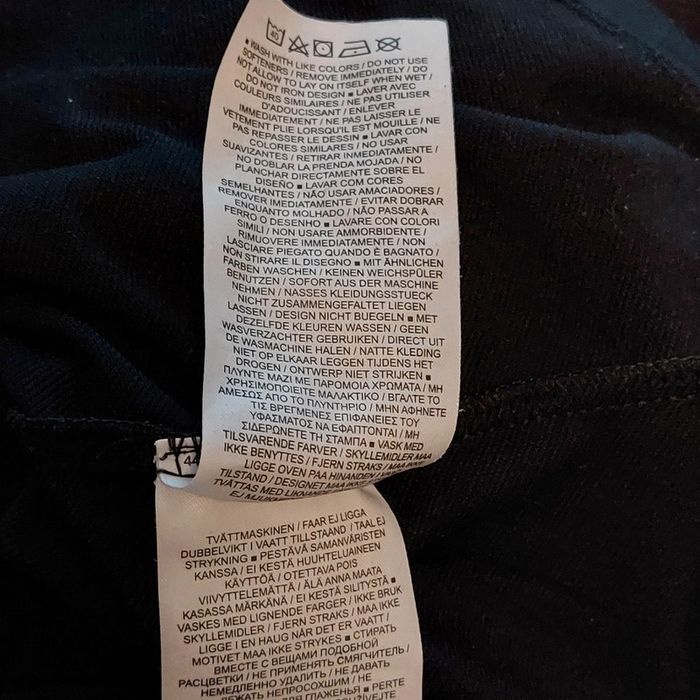 40
■ WASH WITH LIKE COLORS / DO NOT USE
SOFTENERS / REMOVE IMMEDIATELY / DO
NOT ALLOW TO LAY ON ITSELF WHEN WET /
DO NOT IRON DESIGN ■ LAVER AVEC
COULEURS SIMILAIRES / NE PAS UTILISER
D'ADOUCISSANT / ENLEVER
IMMEDIATEMENT / NE PAS LAISSER LE
VETEMENT PLIE LORSQU'IL EST MOUILLE / NE
PAS REPASSER LE DESSIN ■ LAVAR CON
COLORES SIMILARES / NO USAR
SUAVIZANTES / RETIRAR INMEDIATAMENTE /
NO DOBLAR LA PRENDA MOJADA / NO
PLANCHAR DIRECTAMENTE SOBRE EL
DISEÑO ■ LAVAR COM CORES
SEMELHANTES / NÃO USAR AMACIADORES /
REMOVER IMEDIATAMENTE / EVITAR DOBRAR
ENQUANTO MOLHADO / NÃO PASSAR A
FERRO O DESENHO ■ LAVARE CON COLORI
SIMILI / NON USARE AMMORBIDENTE /
RIMUOVERE IMMEDIATAMENTE / NON
LASCIARE PIEGATO QUANDO È BAGNATO /
NON STIRARE IL DISEGNO ■ MIT ÄHNLICHEN
FARBEN WASCHEN / KEINEN WEICHSPÜLER
BENUTZEN / SOFORT AUS DER MASCHINE
NEHMEN / NASSES KLEIDUNGSSTUECK
NICHT ZUSAMMENGEFALTET LIEGEN
LASSEN / DESIGN NICHT BUEGELN ■ MET
DEZELFDE KLEUREN WASSEN / GEEN
WASVERZACHTER GEBRUIKEN / DIRECT UIT
DE WASMACHINE HALEN / NATTE KLEDING
NIET OP ELKAAR LEGGEN TIJDENS HET
DROGEN / ONTWERP NIET STRIJKEN ■
ΠΛΥΝΤΕ ΜΑΖΙ ΜΕ ΠΑΡΟΜΟΙΑ ΧΡΩΜΑΤΑ / ΜΗ
ΧΡΗΣΙΜΟΠΟΙΕΙΤΕ ΜΑΛΑΚΤΙΚΟ / ΒΓΑΛΤΕ ΤΟ
ΑΜΕΣΩΣ ΑΠΟ ΤΟ ΠΛΥΝΤΗΡΙΟ / ΜΗΝ ΑΦΗΝΕΤΕ
ΤΙΣ ΒΡΕΓΜΕΝΕΣ ΕΠΙΦΑΝΕΙΕΣ ΤΟΥ
ΥΦΑΣΜΑΤΟΣ ΝΑ ΕΦΑΠΤΟΝΤΑΙ / ΜΗ
ΣΙΔΕΡΩΝΕΤΕ ΤΗ ΣΤΑΜΠΑ ■ VASK MED
TILSVARENDE FARVER / SKYLLEMIDLER MAA
IKKE BENYTTES / FJERN STRAKS / MAA IKKE
LIGGE OVEN PAA HINANDEN / VAAD
TILSTAND / DESIGNET MAA IKKE
TVÄTTAS MED LIKNANDE
EJ MJUK
44
TVÄTTMASKINEN / FAAR EJ LIGGA
DUBBELVIKT I VAATT TILLSTAND / TAAL EJ
STRYKNING ■ PESTÄVÄ SAMANVÄRISTEN
KANSSA / EI KESTÄ HUUHTELUAINEEN
KÄYTTÖÄ / OTETTAVA POIS
VIIVYTTELEMÄTTÄ / ÄLÄ ANNA MAATA
KASASSA MÄRKÄNÄ / EI KESTÄ SILITYSTÄ ■
VASKES MED LIGNENDE FARGER / IKKE BRUK
SKYLLEMIDLER / FJERN STRAKS / MAA IKKE
LIGGE I EN HAUG NÅR DET ER VAATT /
MOTIVET MAA IKKE STRYKES ■ СТИРАТЬ
ВМЕСТЕ С ВЕЩАМИ ПОДОБНОЙ
РАСЦВЕТКИ / НЕ ПРИМЕНЯТЬ СМЯГЧИТЕЛЬ /
НЕМЕДЛЕННО УДАЛИТЬ / НЕ ДАВАТЬ
ЛЕЖАТЬ НЕПРОСОХШИМ / НЕ
ДЛЯ ГЛАЖЕНЬЯ ■ PERTE